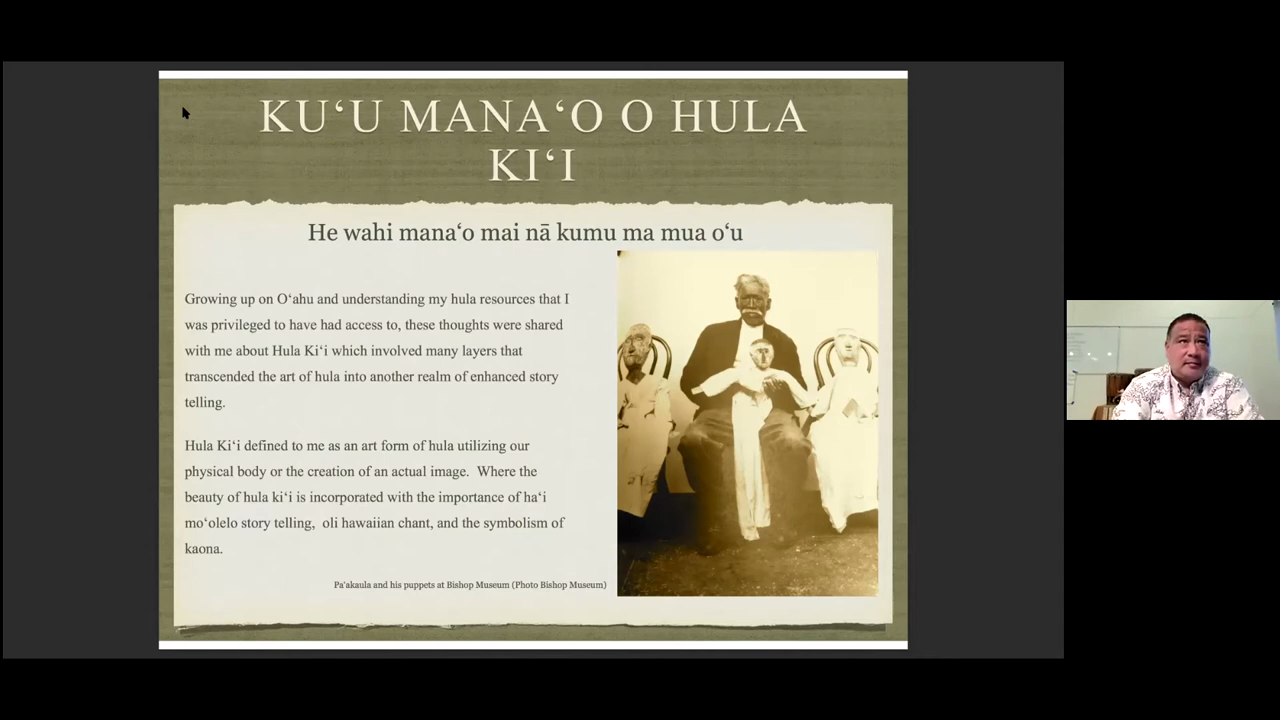 KUʻU MANAʻO O HULA
KIʻI
He wahi manaʻo mai nā kumu ma mua oʻu
Growing up on Oʻahu and understanding my hula resources that I
was privileged to have had access to, these thoughts were shared
with me about Hula Kiʻi which involved many layers that
transcended the art of hula into another realm of enhanced story
telling.
Hula Kiʻi defined to me as an art form of hula utilizing our
physical body or the creation of an actual image.  Where the
beauty of hula kiʻi is incorporated with the importance of haʻi
moʻolelo story telling,  oli hawaiian chant, and the symbolism of
kaona.
Paʻakaula and his puppets at Bishop Museum (Photo Bishop Museum)